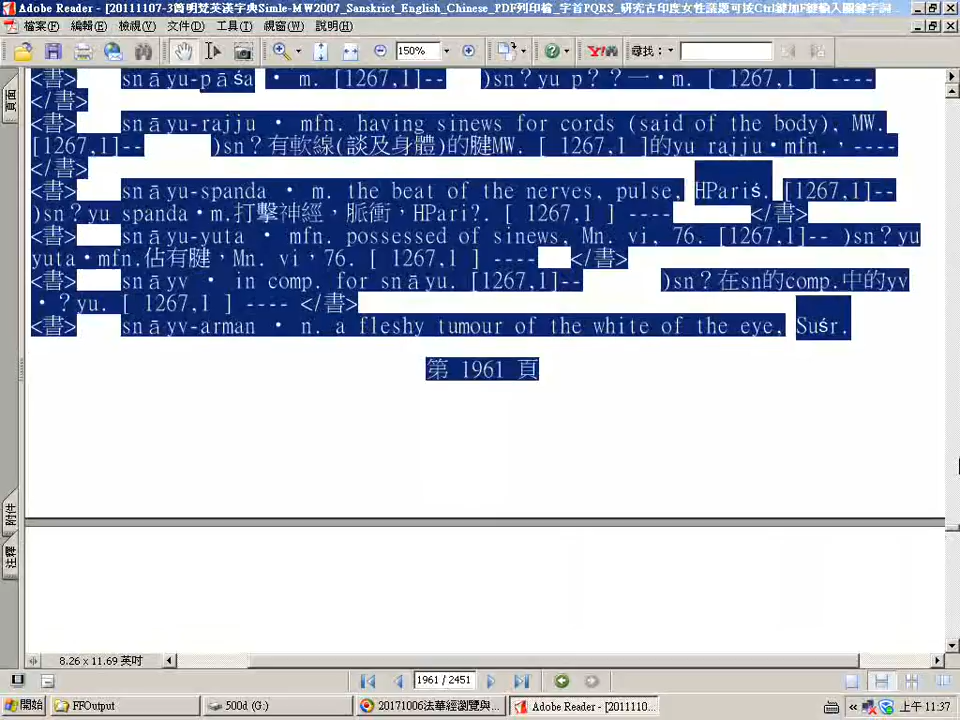 Adobe Reader - [20111107-3簡明梵英漢字典Simle-MW2007_Sanskrict_English_Chinese_PDF列印檔_字首PQRS_研究古印度女性議題可按Ctrl鍵加F鍵輸入關鍵字詞
檔案(F) 編輯(E) 檢視(V) 文件(D) 工具(T) 視窗(W) 說明(H)
150% 尋找：
頁面
<書> snāyu-pāśa · m. [1267,1]-- )sn？yu p？？一·m. [ 1267,1 ] ----
</書>
<書> snāyu-rajju · mfn. having sinews for cords (said of the body), MW.
[1267,1]-- )sn？有軟線(談及身體)的腱MW. [ 1267,1 ]的yu rajju·mfn.，----
</書>
<書> snāyu-spanda · m. the beat of the nerves, pulse, HPariś. [1267,1]--
)sn？yu spanda·m.打擊神經，脈衝，HPari?. [ 1267,1 ] ---- </書>
<書> snāyu-yuta · mfn. possessed of sinews, Mn. vi, 76. [1267,1]-- )sn？yu
yuta·mfn.佔有腱，Mn. vi，76. [ 1267,1 ] ---- </書>
<書> snāyv · in comp. for snāyu. [1267,1]-- )sn？在sn的comp.中的yv
·？yu. [ 1267,1 ] ---- </書>
<書> snāyv-arman · n. a fleshy tumour of the white of the eye, Suśr.
第 1961 頁
附件
注釋
8.26 x 11.69 英吋
1961 / 2451
開始 FFOutput 500d (G:) 20171006法華經瀏覽與... Adobe Reader - [2011110... 上午 11:37